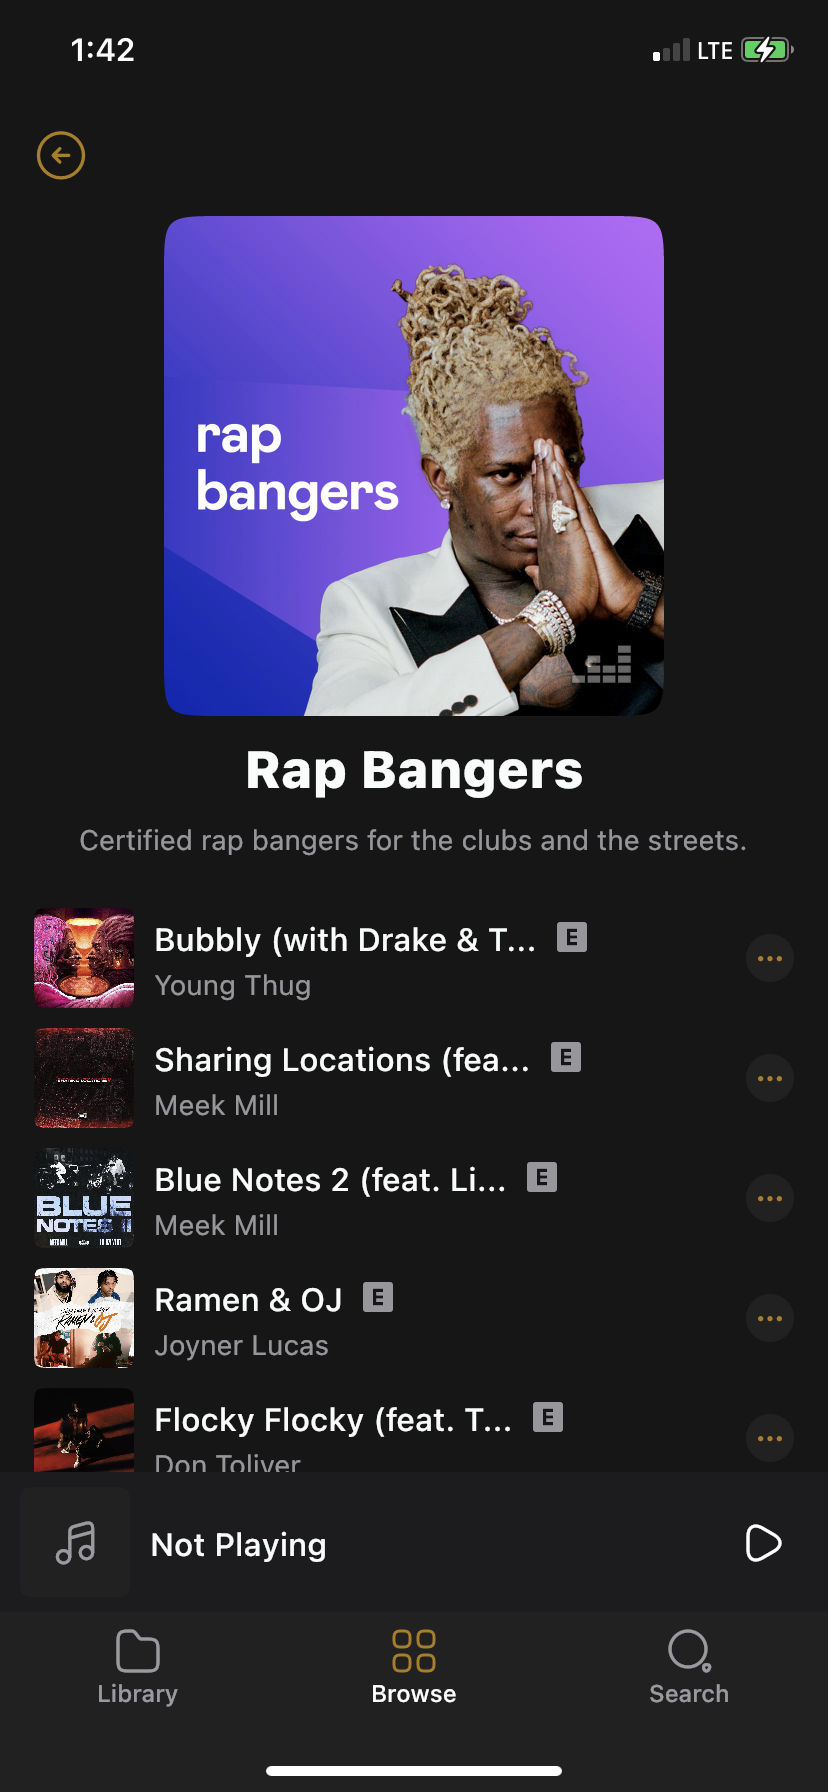 1:42
LTE
rap
bangers
Rap Bangers
Certified rap bangers for the clubs and the streets.
Bubbly (with Drake & T... E
Young Thug
Sharing Locations (fea... E
Meek Mill
BLUE
NOTES II
Blue Notes 2 (feat. Li... E
Meek Mill
RAMEN & OJ
Ramen & OJ E
Joyner Lucas
Flocky Flocky (feat. T... E
Don Toliver
Not Playing
Library
Browse
Search